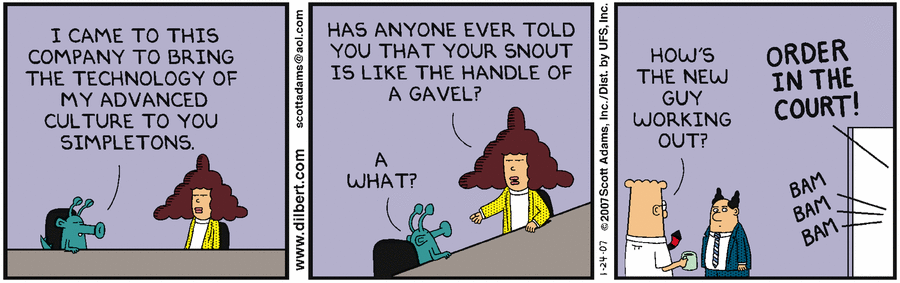 I CAME TO THIS
COMPANY TO BRING
THE TECHNOLOGY OF
MY ADVANCED
CULTURE TO YOU
SIMPLETONS.
www.dilbert.com
scottadams@aol.com
HAS ANYONE EVER TOLD
YOU THAT YOUR SNOUT
IS LIKE THE HANDLE OF
A GAVEL?
A
WHAT?
1-24-07 © 2007 Scott Adams, Inc./Dist. by UFS, Inc.
HOW'S
THE NEW
GUY
WORKING
OUT?
ORDER
IN THE
COURT!
BAM
BAM
BAM